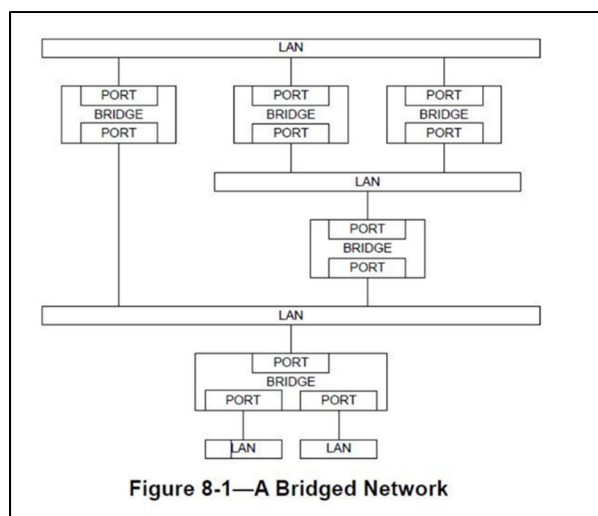 LAN
PORT PORT PORT
BRIDGE BRIDGE BRIDGE
PORT PORT PORT
LAN
PORT
BRIDGE
PORT
LAN
PORT
BRIDGE
PORT PORT
LAN LAN
Figure 8-1—A Bridged Network